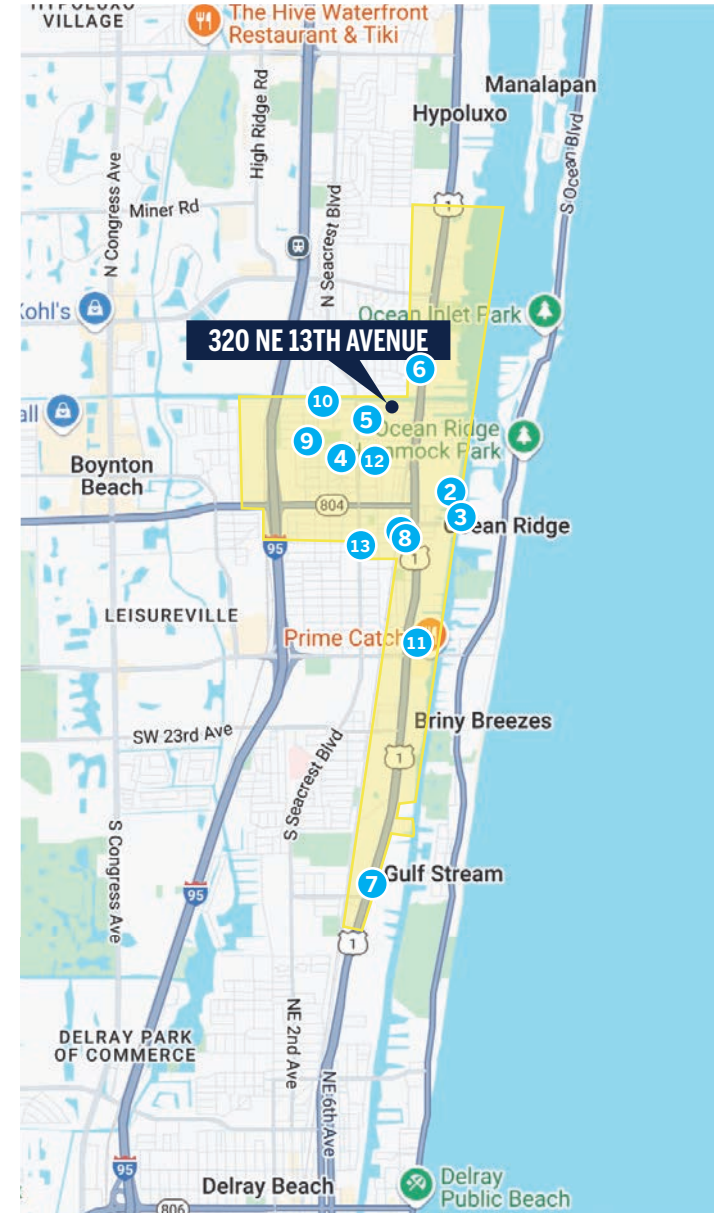 VILLAGE
The Hive Waterfront
Restaurant & Tiki
Manalapan
Hypoluxo
High Ridge Rd
N Congress Ave
S Ocean Blvd
Miner Rd
1
N Seacrest Blvd
Kohl's
Ocean Inlet Park
320 NE 13TH AVENUE
6
10
5
Ocean Ridge
Park
9
4
12
Boynton
Beach
2
804
3
Ocean Ridge
8
13
95
1
LEISUREVILLE
Prime Catch
11
Briny Breezes
SW 23rd Ave
1
S Seacrest Blvd
S Congress Ave
7
Gulf Stream
95
1
NE 2nd Ave
DELRAY PARK
OF COMMERCE
NE 6th Ave
95
Delray Beach
Delray
Public Beach
806